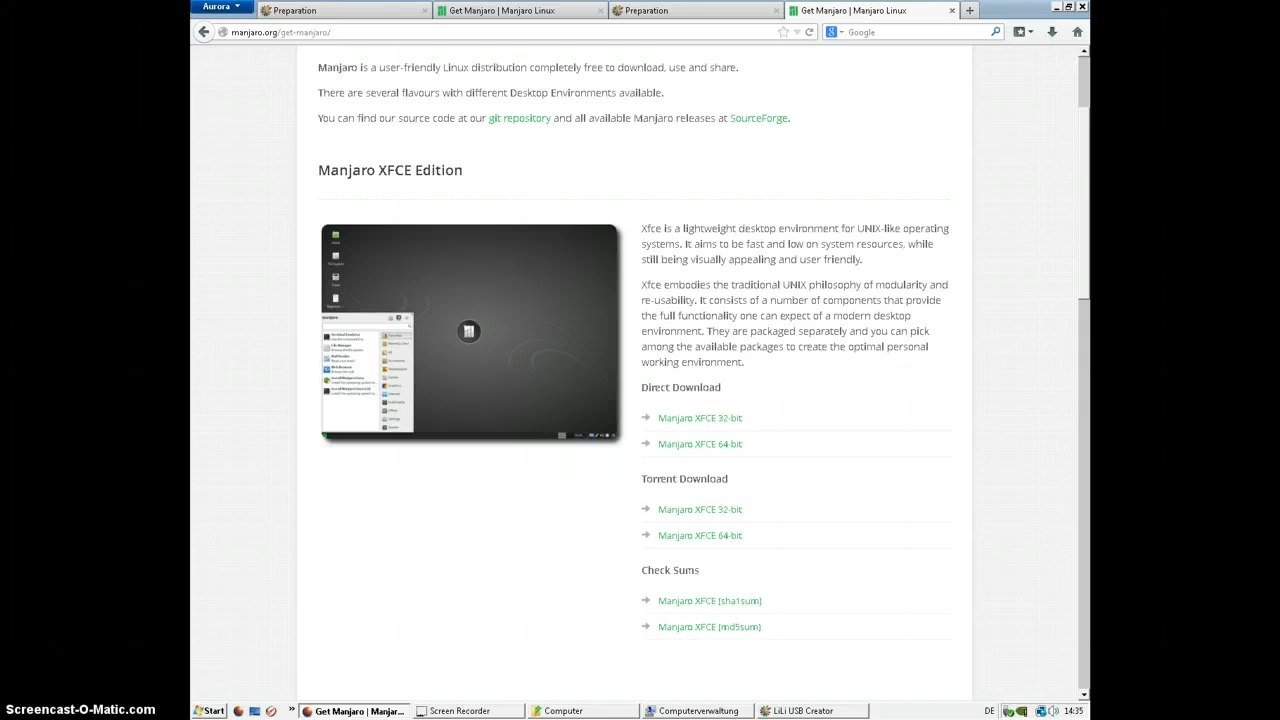 Aurora
Preparation
Get Manjaro | Manjaro Linux
Preparation
Get Manjaro | Manjaro Linux
manjaro.org/get-manjaro/
Google
Manjaro is a user-friendly Linux distribution completely free to download, use and share.
There are several flavours with different Desktop Environments available.
You can find our source code at our git repository and all available Manjaro releases at SourceForge.
Manjaro XFCE Edition
Xfce is a lightweight desktop environment for UNIX-like operating
systems. It aims to be fast and low on system resources, while
still being visually appealing and user friendly.
Xfce embodies the traditional UNIX philosophy of modularity and
re-usability. It consists of a number of components that provide
the full functionality one can expect of a modern desktop
environment. They are packaged separately and you can pick
among the available packages to create the optimal personal
working environment.
Direct Download
Manjaro XFCE 32-bit
Manjaro XFCE 64-bit
Torrent Download
Manjaro XFCE 32-bit
Manjaro XFCE 64-bit
Check Sums
Manjaro XFCE [sha1sum]
Manjaro XFCE [md5sum]
Screencast-O-Matic.com
Start
Get Manjaro | Manjar...
Screen Recorder
Computer
Computerverwaltung
LiLi USB Creator
DE
14:35